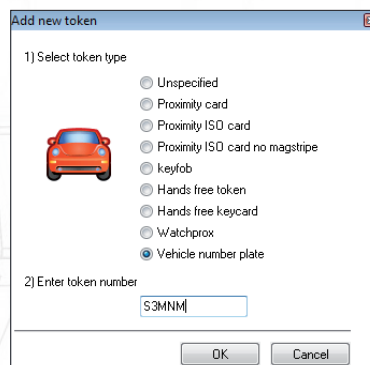 Add new token
1) Select token type
Unspecified
Proximity card
Proximity ISO card
Proximity ISO card no magstripe
keyfob
Hands free token
Hands free keycard
Watchprox
Vehicle number plate
2) Enter token number
S3MNM
OK
Cancel